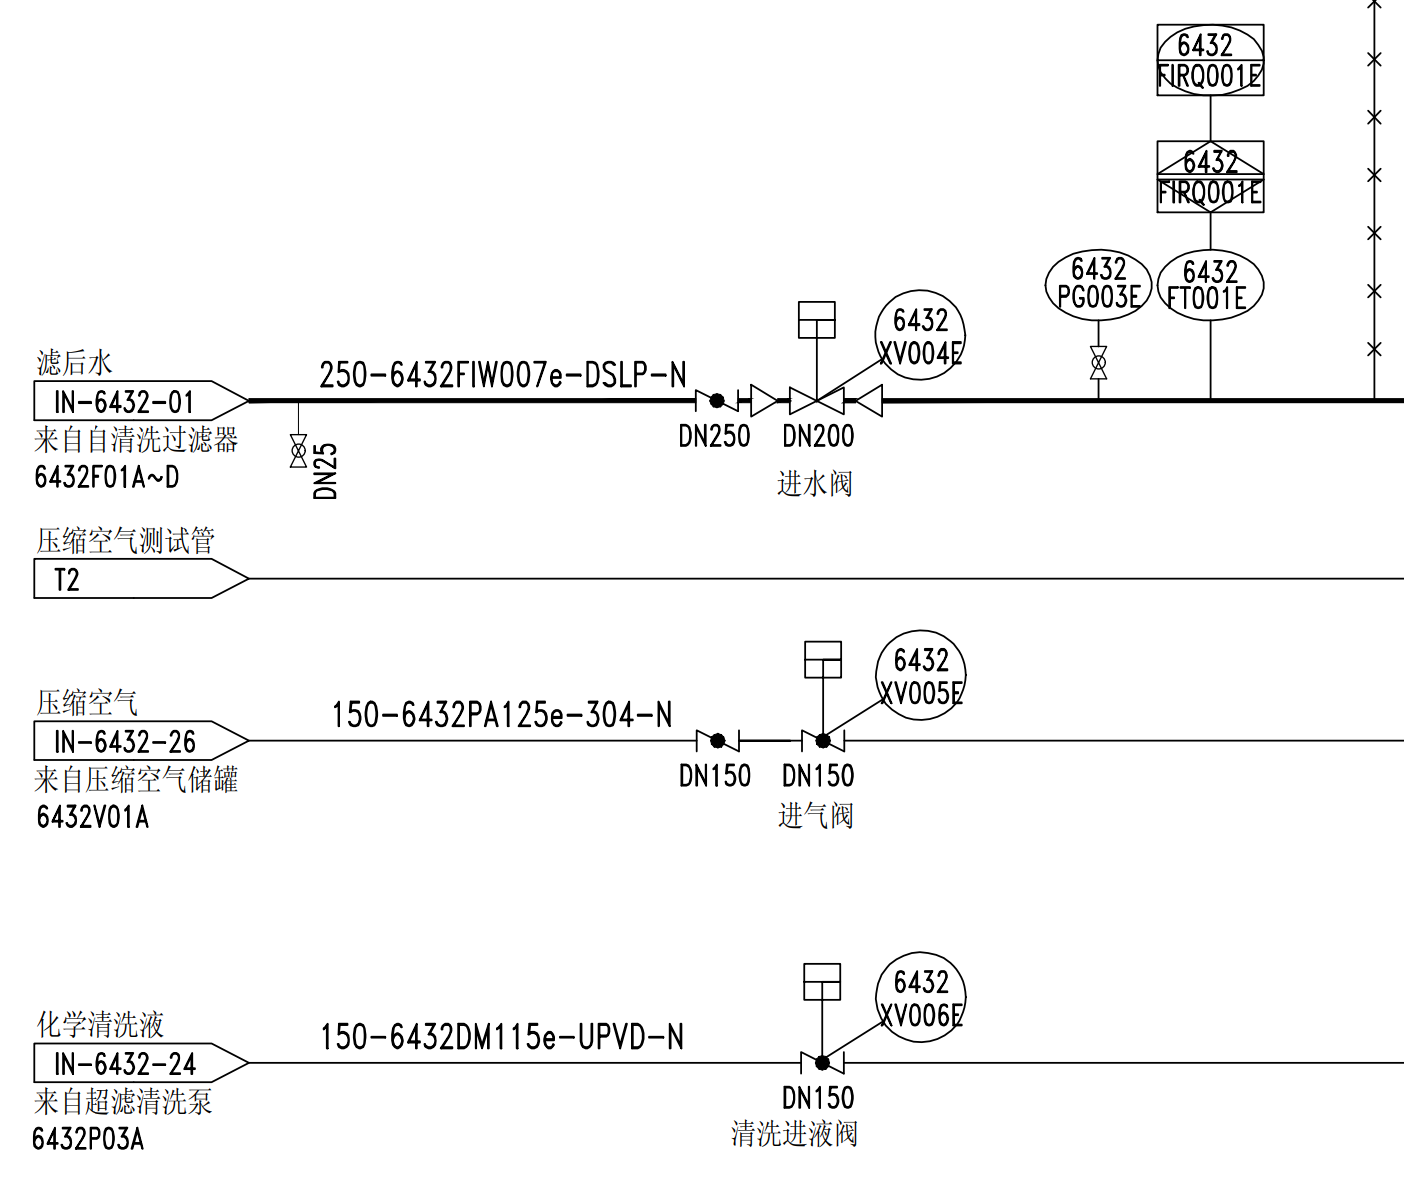 6432
FIRQ001E
6432
FIRQ001E
6432
PG003E
6432
FT001E
6432
XV004E
滤后水
IN-6432-01
250-6432FIW007e-DSLP-N
来自自清洗过滤器
6432F01A~D
DN25
DN250
DN200
进水阀
压缩空气测试管
T2
6432
XV005E
压缩空气
IN-6432-26
150-6432PA125e-304-N
来自压缩空气储罐
6432V01A
DN150
DN150
进气阀
6432
XV006E
化学清洗液
IN-6432-24
150-6432DM115e-UPVD-N
来自超滤清洗泵
6432P03A
DN150
清洗进液阀